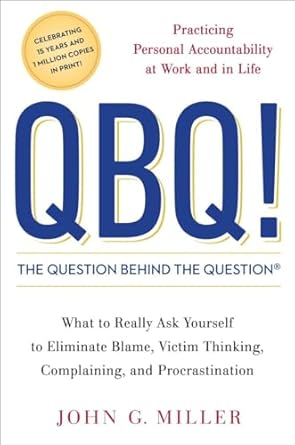 CELEBRATING
15 YEARS AND
1 MILLION COPIES
IN PRINT!
Practicing
Personal Accountability
at Work and in Life
QBQ!
THE QUESTION BEHIND THE QUESTION®
What to Really Ask Yourself
to Eliminate Blame, Victim Thinking,
Complaining, and Procrastination
JOHN G. MILLER